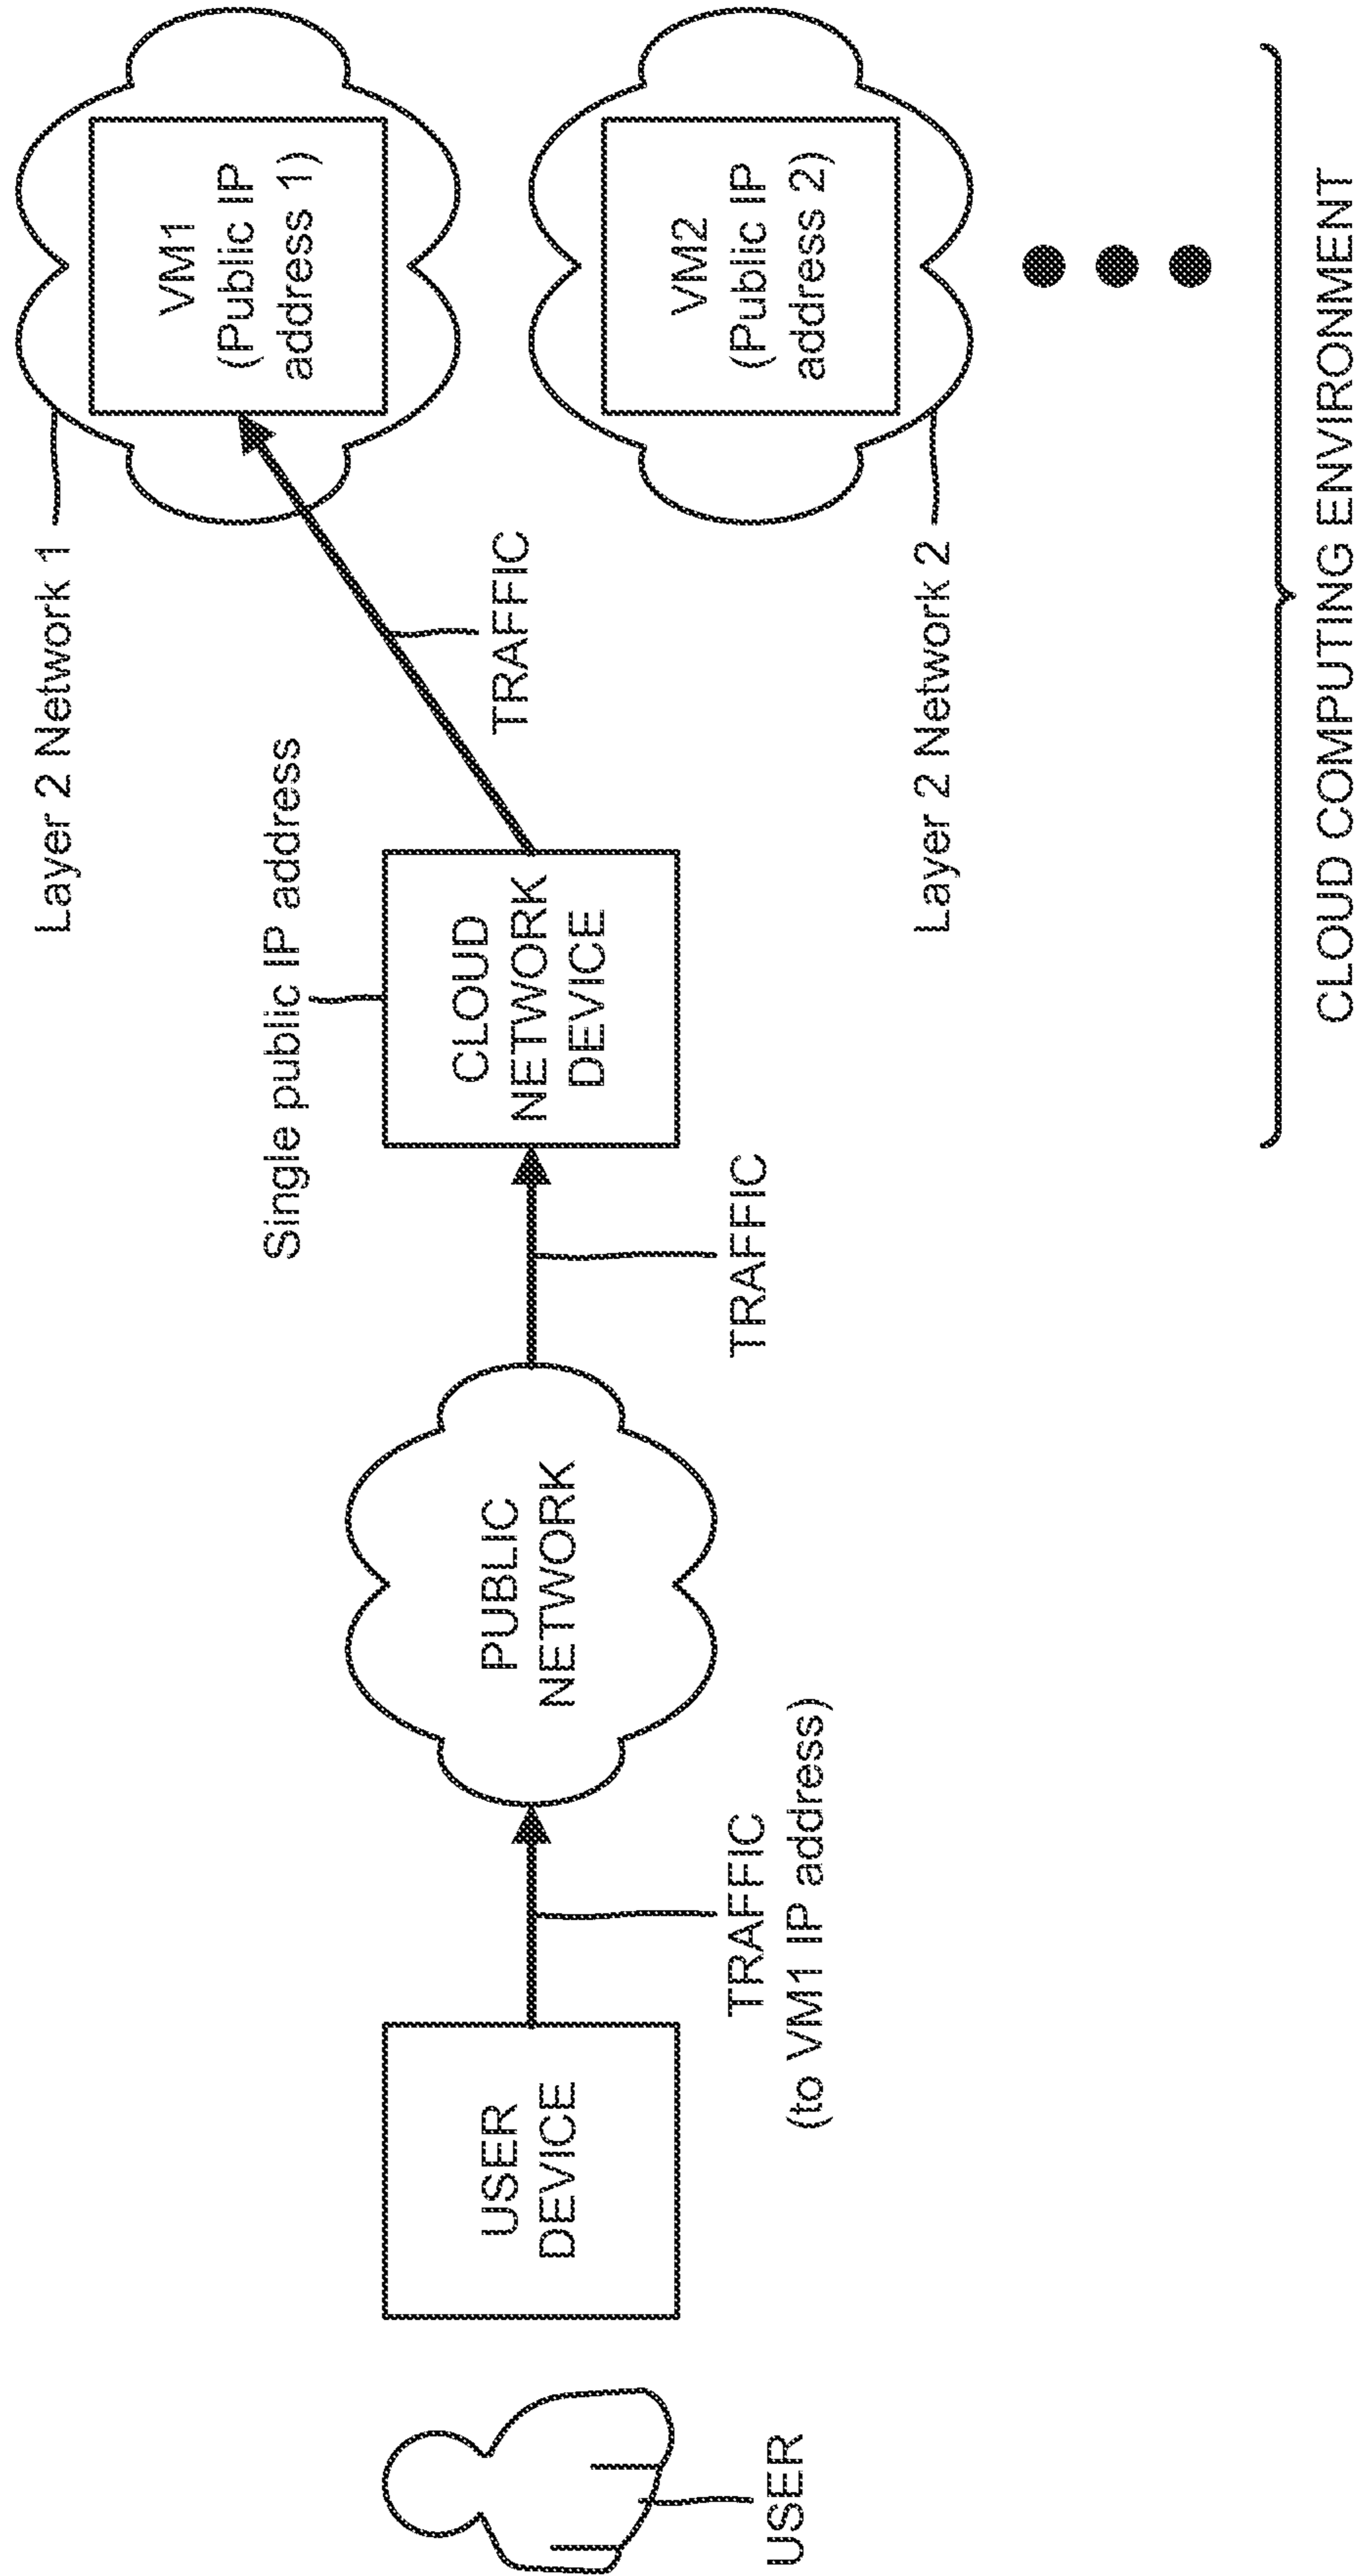 Layer 2 Network 1
VM1
(Public IP
address 1)
Single public IP address
TRAFFIC
USER
DEVICE
PUBLIC
NETWORK
CLOUD
NETWORK
DEVICE
VM2
(Public IP
address 2)
TRAFFIC
(to VM1 IP address)
TRAFFIC
USER
Layer 2 Network 2
CLOUD COMPUTING ENVIRONMENT